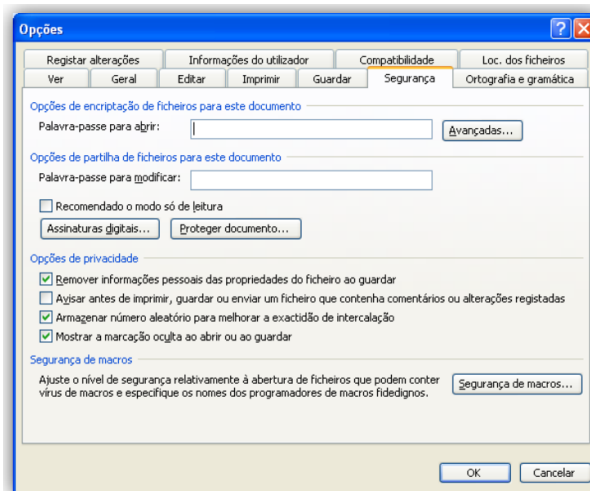 Opções
Registar alterações Informações do utilizador Compatibilidade Loc. dos ficheiros
Ver Geral Editar Imprimir Guardar Segurança Ortografia e gramática
Opções de encriptação de ficheiros para este documento
Palavra-passe para abrir: Avançadas...
Opções de partilha de ficheiros para este documento
Palavra-passe para modificar:
Recomendado o modo só de leitura
Assinaturas digitais... Proteger documento...
Opções de privacidade
Remover informações pessoais das propriedades do ficheiro ao guardar
Avisar antes de imprimir, guardar ou enviar um ficheiro que contenha comentários ou alterações registadas
Armazenar número aleatório para melhorar a exactidão de intercalação
Mostrar a marcação oculta ao abrir ou ao guardar
Segurança de macros
Ajuste o nível de segurança relativamente à abertura de ficheiros que podem conter
vírus de macros e especifique os nomes dos programadores de macros fidedignos. Segurança de macros...
OK Cancelar